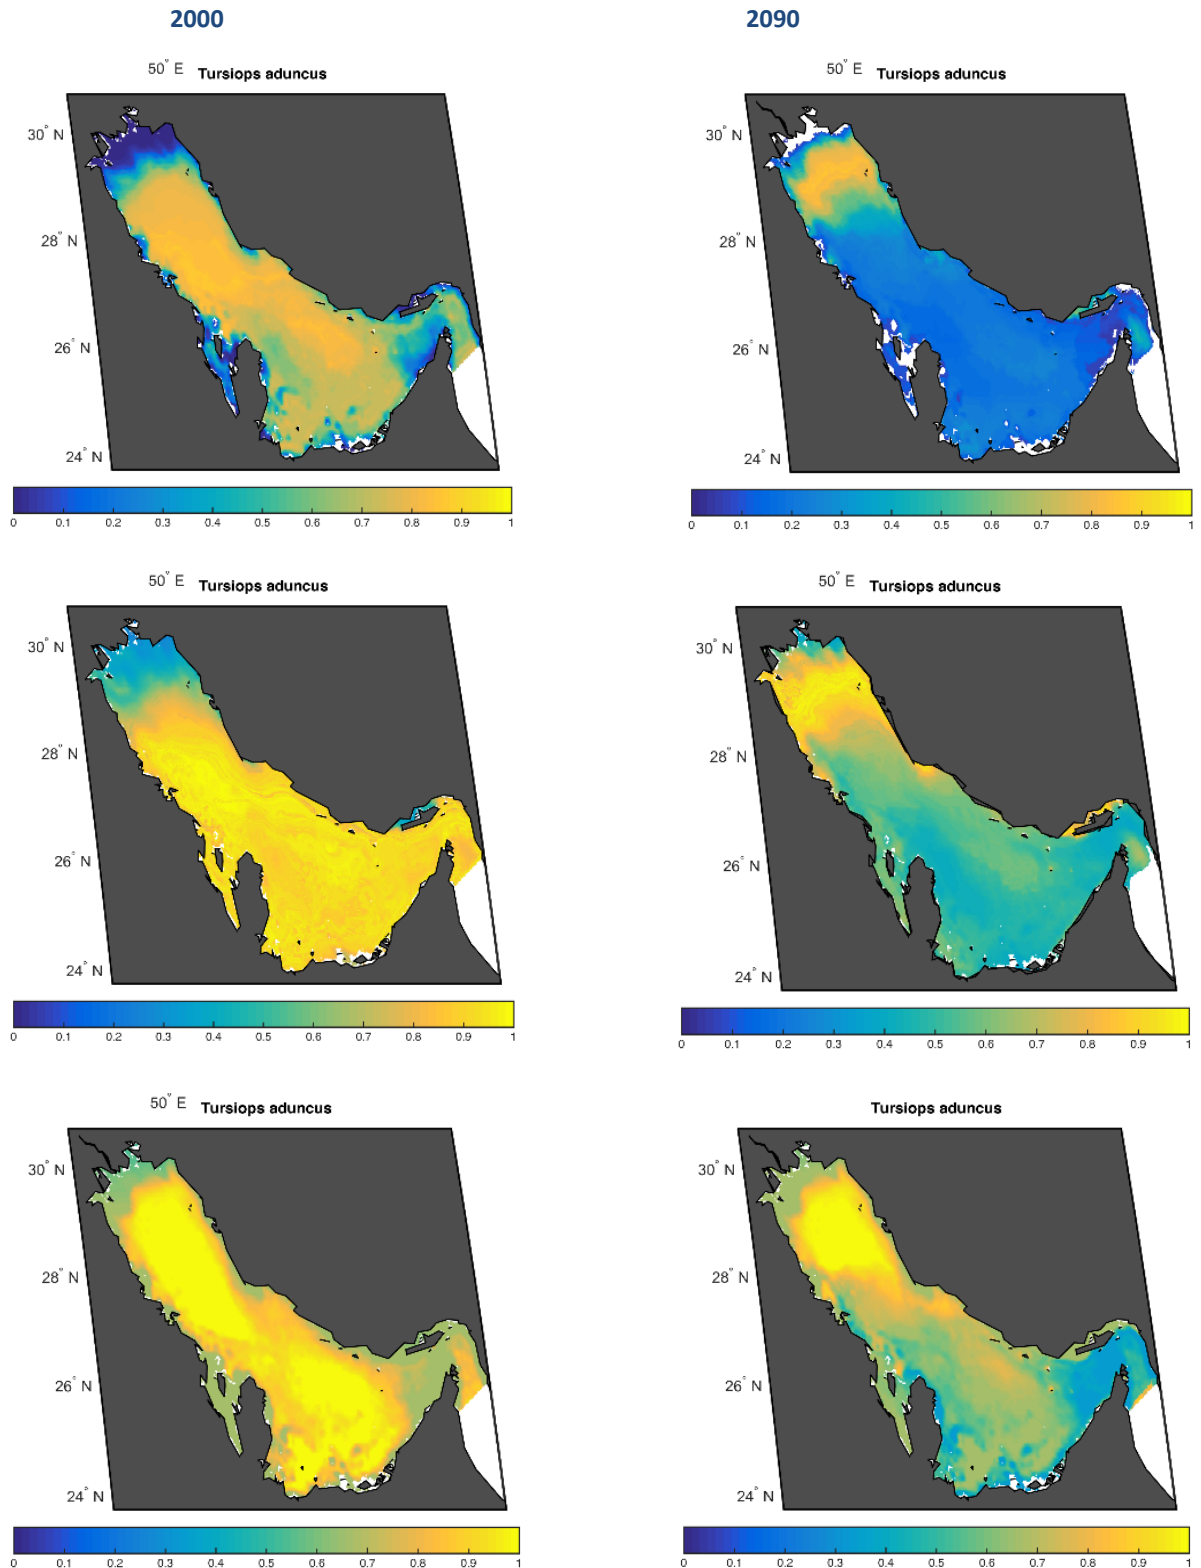 2000 2090
50° E Tursiops aduncus 50° E Tursiops aduncus
30° N 30° N
28° N 28° N
26° N 26° N
24° N 24° N
0 0.1 0.2 0.3 0.4 0.5 0.6 0.7 0.8 0.9 1 0 0.1 0.2 0.3 0.4 0.5 0.6 0.7 0.8 0.9 1
50° E Tursiops aduncus 50° E Tursiops aduncus
30° N 30° N
28° N 28° N
26° N 26° N
24° N 24° N
0 0.1 0.2 0.3 0.4 0.5 0.6 0.7 0.8 0.9 1 0 0.1 0.2 0.3 0.4 0.5 0.6 0.7 0.8 0.9 1
50° E Tursiops aduncus Tursiops aduncus
30° N 30° N
28° N 28° N
26° N 26° N
24° N 24° N
0 0.1 0.2 0.3 0.4 0.5 0.6 0.7 0.8 0.9 1 0 0.1 0.2 0.3 0.4 0.5 0.6 0.7 0.8 0.9 1